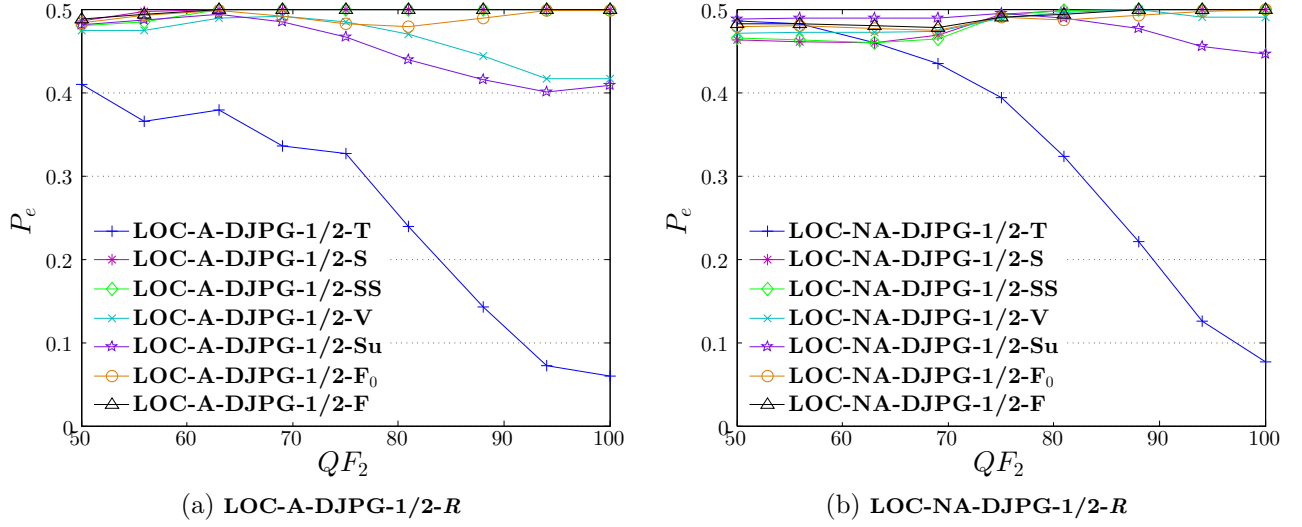 0.5
0.4
0.3
0.2
0.1
0
P_e
LOC-A-DJPG-1/2-T
LOC-A-DJPG-1/2-S
LOC-A-DJPG-1/2-SS
LOC-A-DJPG-1/2-V
LOC-A-DJPG-1/2-Su
LOC-A-DJPG-1/2-F₀
LOC-A-DJPG-1/2-F
50 60 70 80 90 100
QF₂
(a) LOC-A-DJPG-1/2-R
0.5
0.4
0.3
0.2
0.1
0
P_e
LOC-NA-DJPG-1/2-T
LOC-NA-DJPG-1/2-S
LOC-NA-DJPG-1/2-SS
LOC-NA-DJPG-1/2-V
LOC-NA-DJPG-1/2-Su
LOC-NA-DJPG-1/2-F₀
LOC-NA-DJPG-1/2-F
50 60 70 80 90 100
QF₂
(b) LOC-NA-DJPG-1/2-R